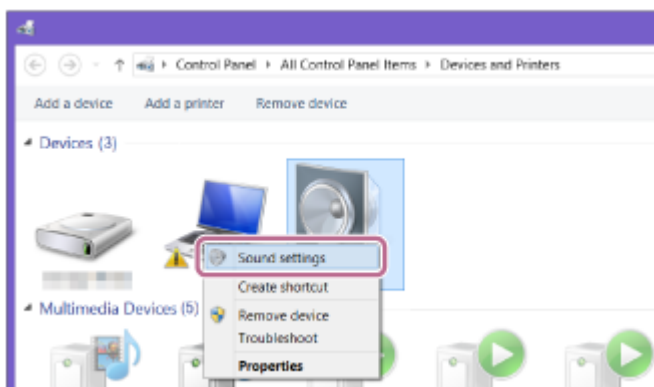 Control Panel All Control Panel Items Devices and Printers
Add a device Add a printer Remove device
Devices (3)
Sound settings
Create shortcut
Multimedia Devices (5)
Remove device
Troubleshoot
Properties